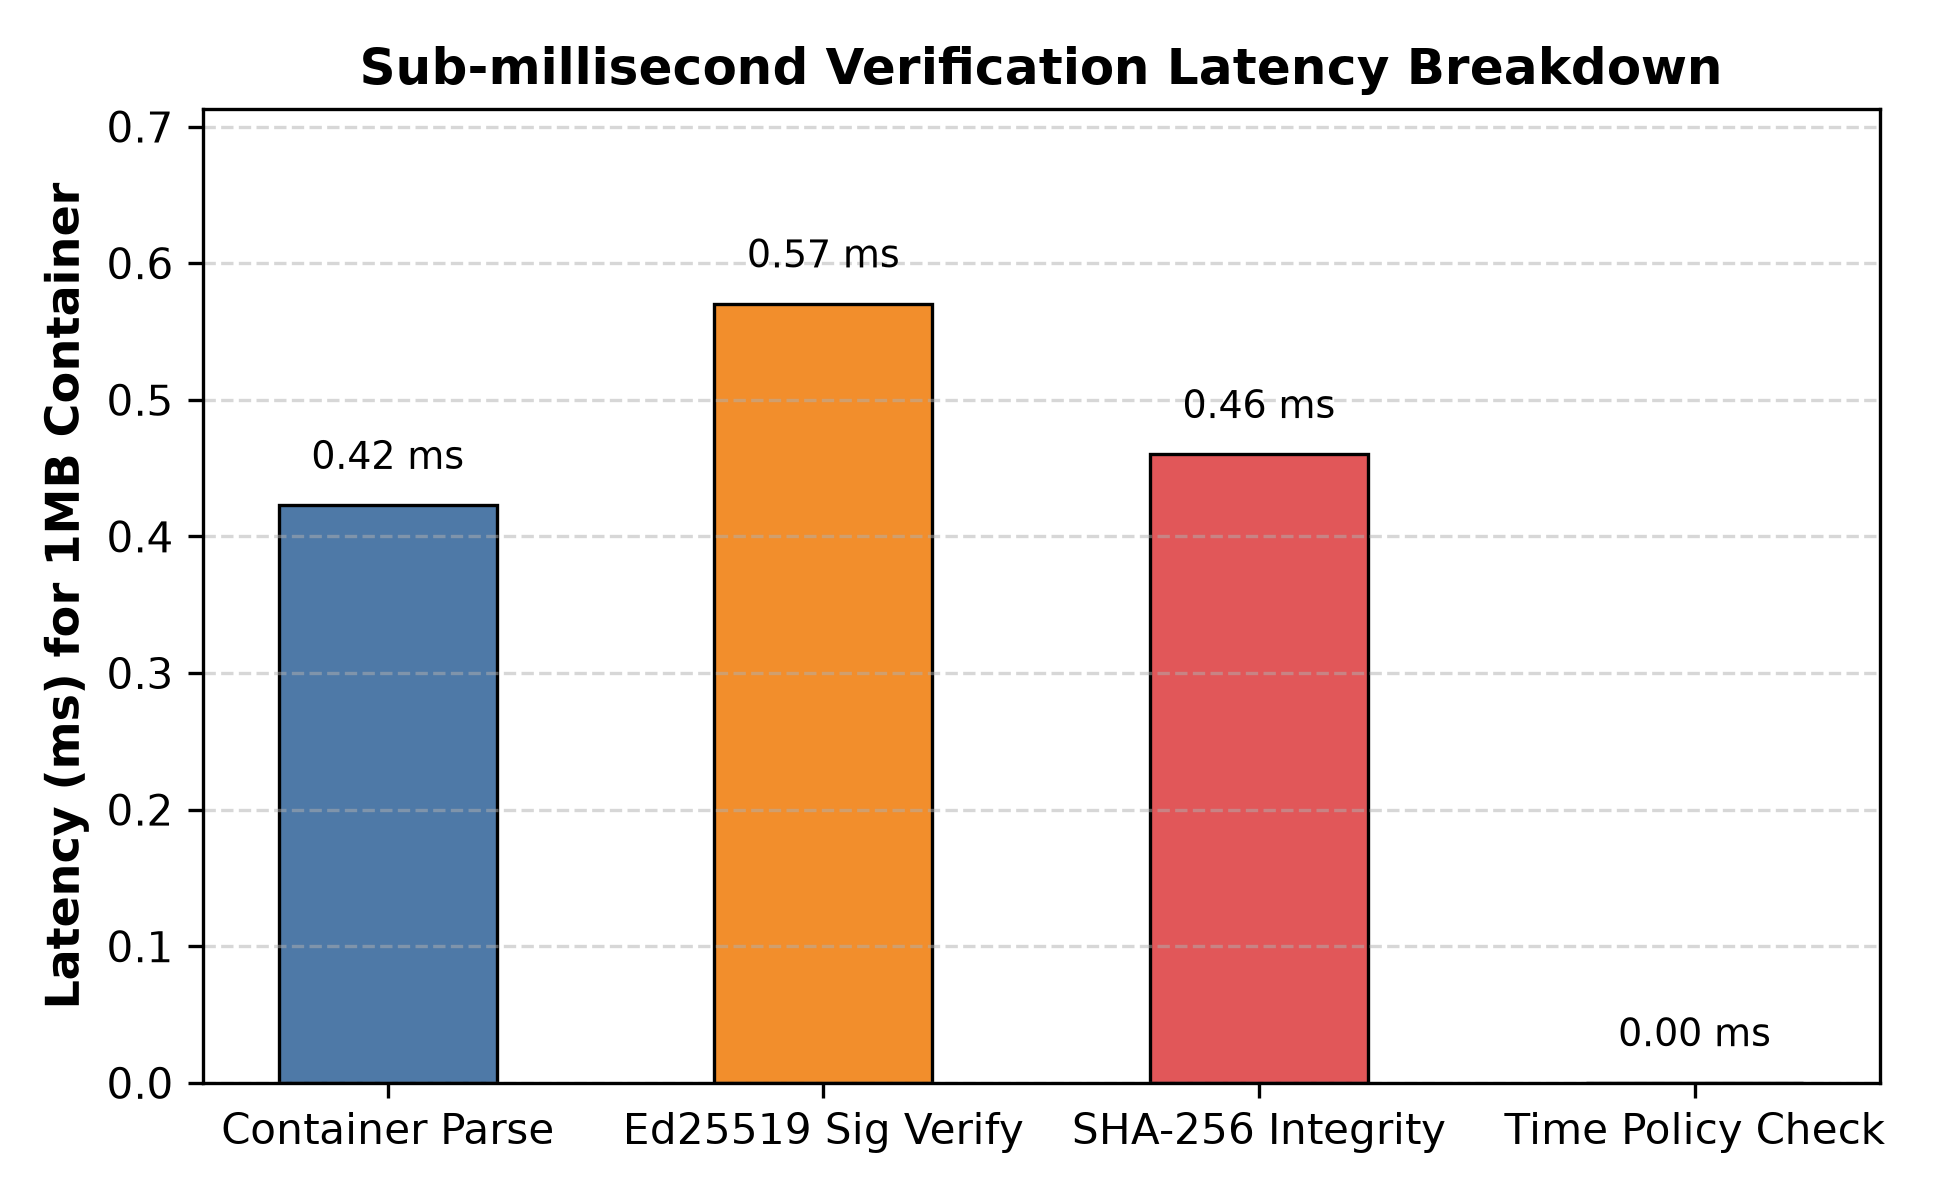 Sub-millisecond Verification Latency Breakdown
Latency (ms) for 1MB Container
0.7
0.6
0.5
0.4
0.3
0.2
0.1
0.0
0.42 ms
0.57 ms
0.46 ms
0.00 ms
Container Parse
Ed25519 Sig Verify
SHA-256 Integrity
Time Policy Check